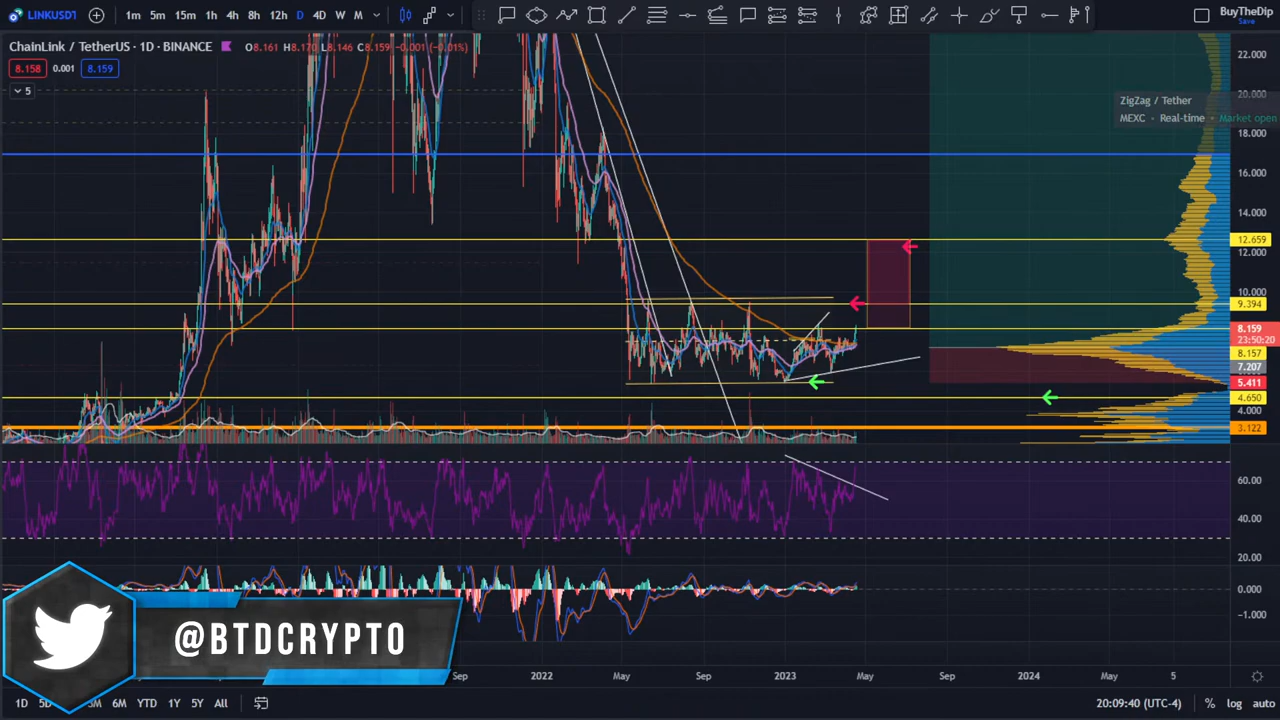 LINKUSDT 1m 5m 15m 1h 4h 8h 12h D 4D W M BuyTheDip
Save
ChainLink / TetherUS · 1D · BINANCE O8.161 H8.170 L8.146 C8.159 -0.001 (-0.01%)
8.158 0.001 8.159
5
22.000
20.000
18.000
16.000
14.000
12.659
12.000
10.000
9.394
8.159
23:50:20
8.157
7.207
5.411
4.650
4.000
3.122
ZigZag / Tether
MEXC · Real-time · Market open
60.00
40.00
20.00
0.000
-1.000
@BTDCRYPTO
Sep 2022 May Sep 2023 May Sep 2024 May 5
1D 5D 6M YTD 1Y 5Y All 20:09:40 (UTC-4) % log auto